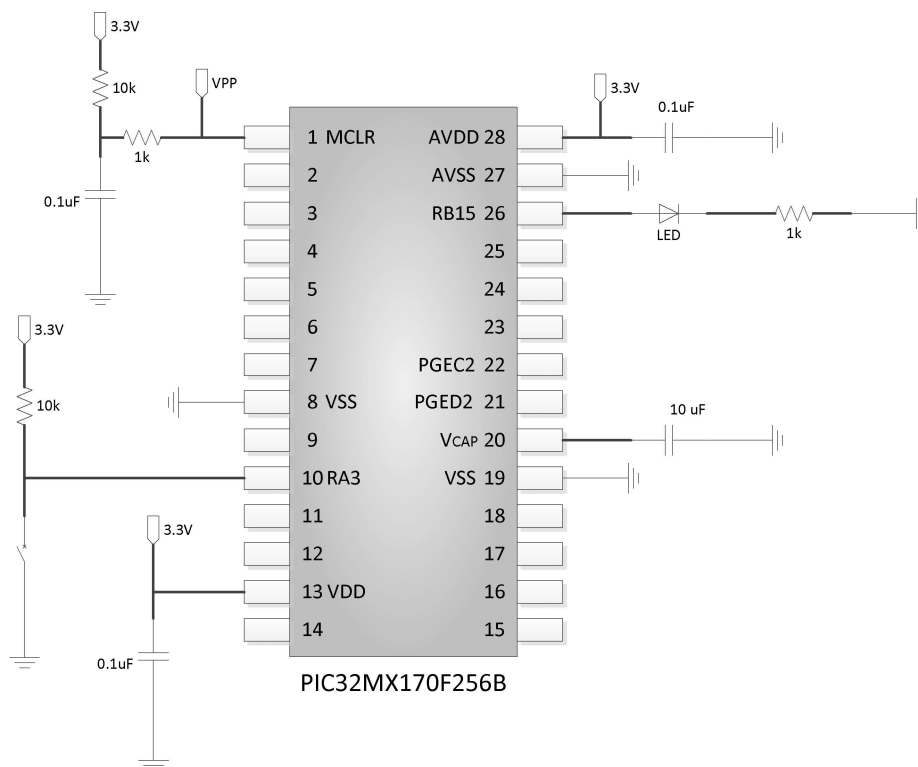 3.3V
10k
VPP
1k
0.1uF
3.3V
10k
3.3V
0.1uF
1 MCLR
2
3
4
5
6
7
8 VSS
9
10 RA3
11
12
13 VDD
14
AVDD 28
AVSS 27
RB15 26
25
24
23
PGEC2 22
PGED2 21
VCAP 20
VSS 19
18
17
16
15
3.3V
0.1uF
LED
1k
10 uF
PIC32MX170F256B